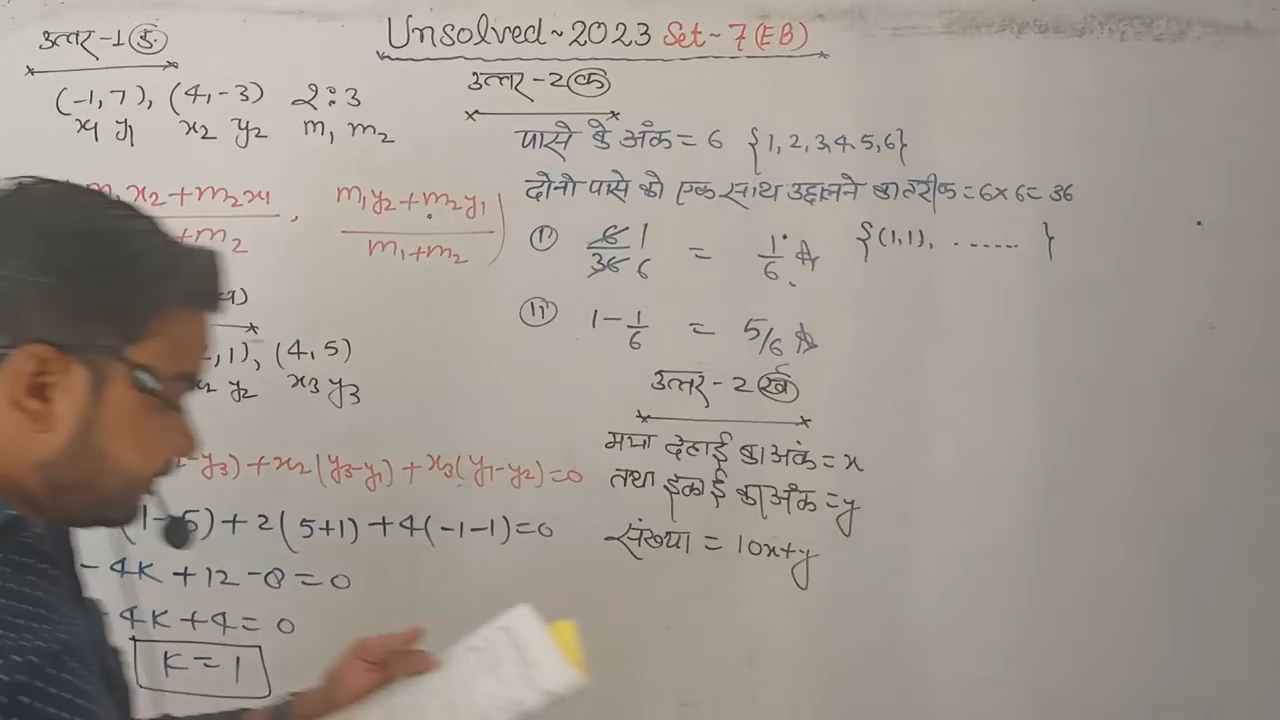 Unsolved~2023 Set~7(EB)
उत्तर-1 ङ.
(-1,7), (4,-3) 2:3
x1 y1 x2 y2 m1 m2
x2+m2x1 , m1y2+m2y1
+m2 m1+m2
,1), (4,5)
y2 x3 y3
-y3)+x2(y3-y1)+x3(y1-y2)=0
(1-5)+2(5+1)+4(-1-1)=0
-4K+12-8=0
4K+4=0
K=1
उत्तर-2 क
पासे के अंक=6 {1,2,3,4,5,6}
दोनो पासे को एक साथ उछालने का तरीक=6×6=36
(i) 6/36 1/6 = 1/6 {(1,1), ...... }
(ii) 1-1/6 = 5/6
उत्तर-2 ख
माना देहाई का अंक=x
तथा इकाई का अंक=y
संख्या=10x+y